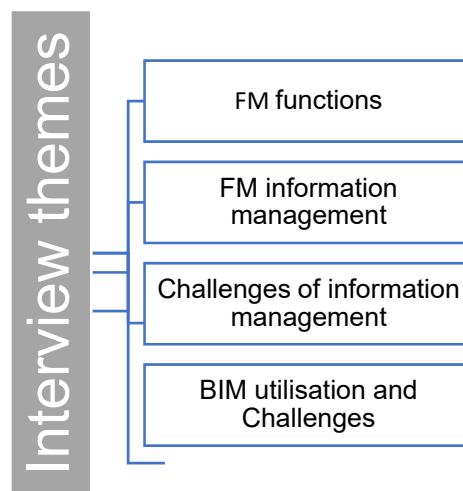 Interview themes
FM functions
FM information
management
Challenges of information
management
BIM utilisation and
Challenges